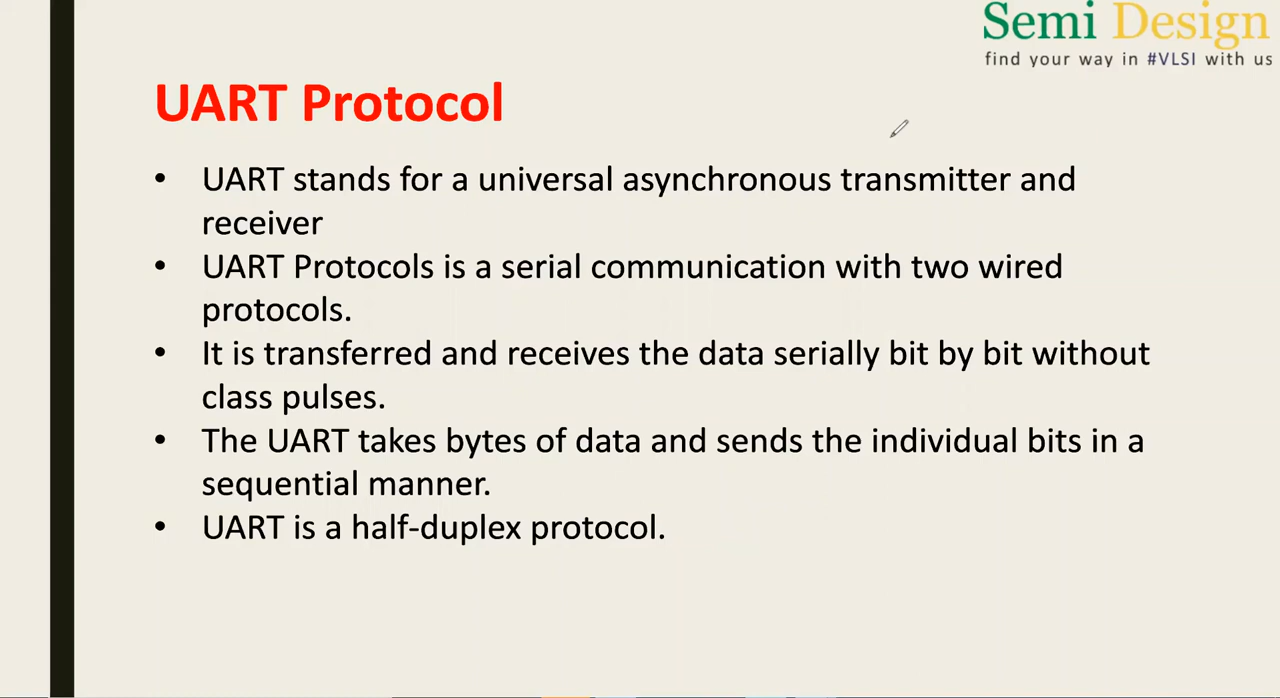 Semi Design
find your way in #VLSI with us
UART Protocol
• UART stands for a universal asynchronous transmitter and
receiver
• UART Protocols is a serial communication with two wired
protocols.
• It is transferred and receives the data serially bit by bit without
class pulses.
• The UART takes bytes of data and sends the individual bits in a
sequential manner.
• UART is a half-duplex protocol.